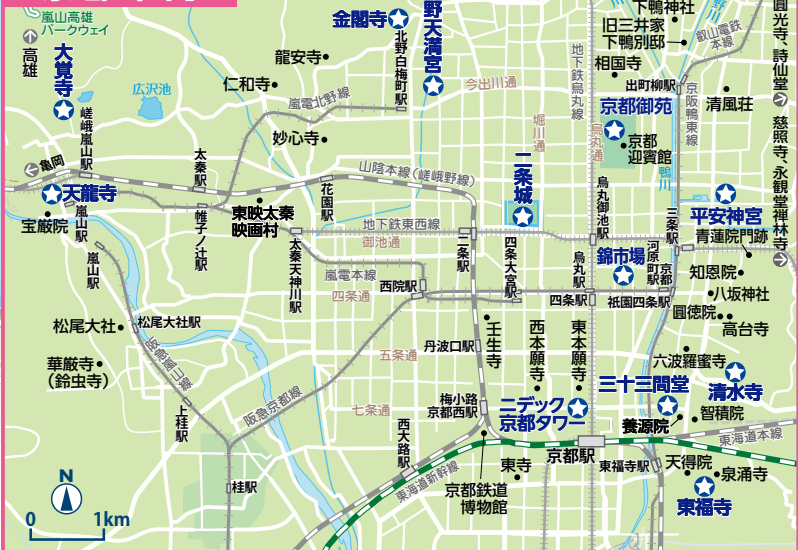 嵐山高雄
パークウェイ
高雄
大覚寺
広沢池
嵯峨嵐山駅
亀岡
天龍寺
宝厳院
嵐山駅
嵐山駅
松尾大社
松尾大社駅
華厳寺
(鈴虫寺)
阪急嵐山線
上桂駅
桂駅
N
0 1km
金閣寺
野天満宮
北野白梅町駅
龍安寺
仁和寺
嵐電北野線
妙心寺
太秦駅
帷子ノ辻駅
東映太秦
映画村
花園駅
山陰本線(嵯峨野線)
地下鉄東西線
御池通
太秦天神川駅
嵐電本線
四条通
西院駅
五条通
丹波口駅
阪急京都線
七条通
西大路駅
梅小路
京都西駅
東海道新幹線
京都鉄道
博物館
今出川通
堀川通
二条城
二条駅
四条大宮駅
壬生寺
西本願寺
東本願寺
ニデック
京都タワー
京都駅
東寺
地下鉄烏丸線
烏丸通
烏丸御池駅
烏丸駅
四条駅
錦市場
下鴨神社
旧三井家
下鴨別邸
相国寺
出町柳駅
京都御苑
京都
迎賓館
鴨川
野川
叡山電鉄
本線
京阪鴨東線
清風荘
圓光寺、詩仙堂
慈照寺、永観堂禅林寺
平安神宮
三条駅
青蓮院門跡
京都
河原町駅
祇園四条駅
知恩院
八坂神社
圓徳院
高台寺
六波羅蜜寺
清水寺
三十三間堂
養源院
智積院
東海道本線
東福寺駅
天得院
泉涌寺
東福寺